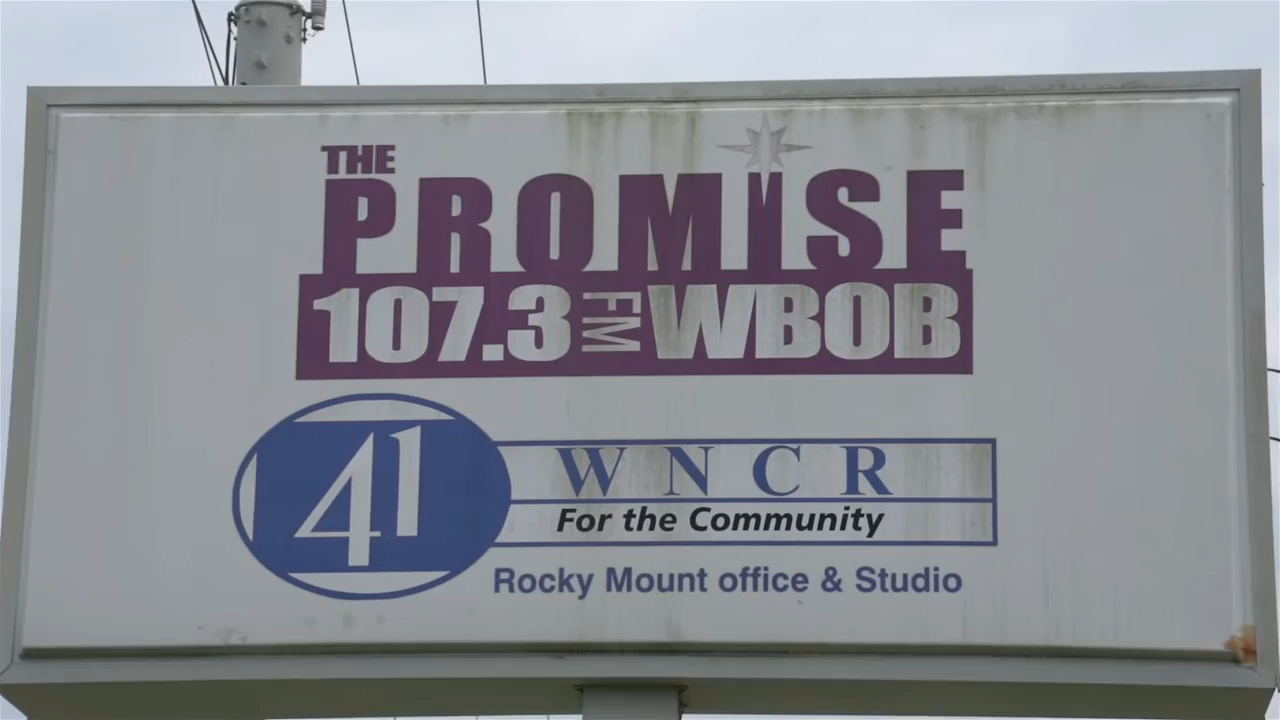 THE
PROMISE
107.3 FM WBOB
41 WNCR
For the Community
Rocky Mount office & Studio